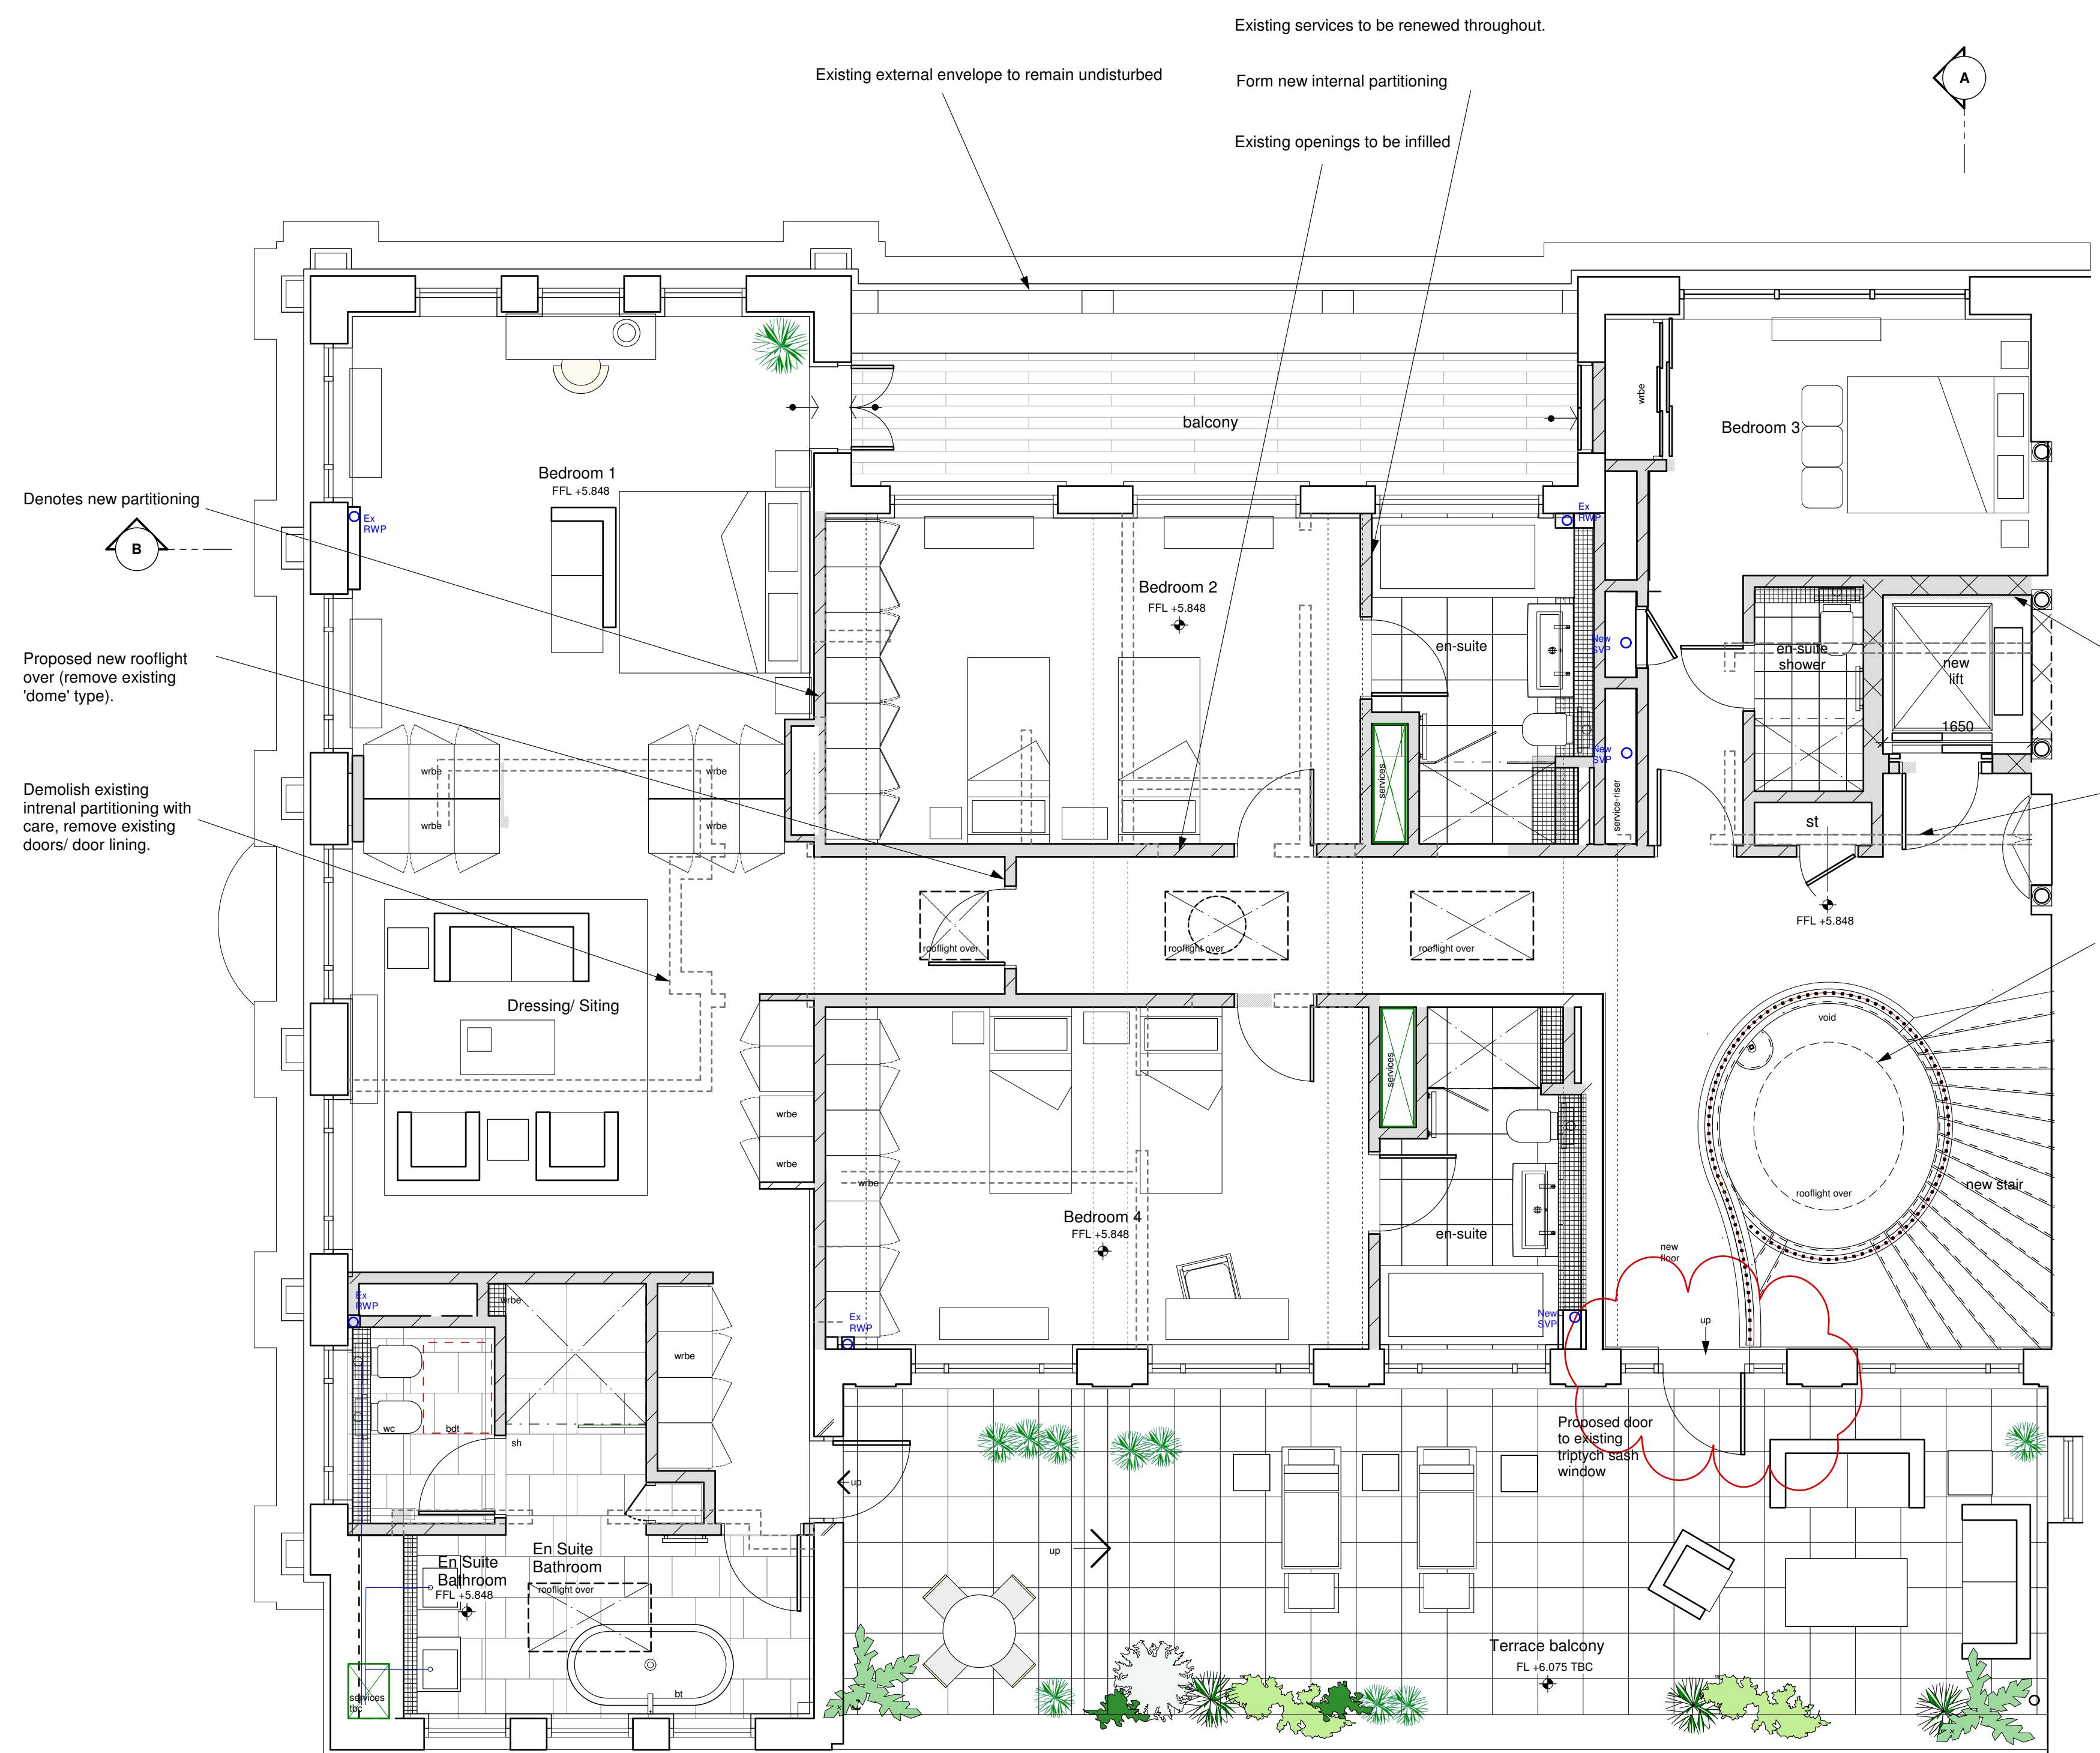 Existing services to be renewed throughout.
Existing external envelope to remain undisturbed
Form new internal partitioning
A
Existing openings to be infilled
wrbe
balcony
Bedroom 3
Bedroom 1
FFL +5.848
Denotes new partitioning
Ex
RWP
Ex
RWP
B
Bedroom 2
FFL +5.848
en-suite
New
SVP
en-suite
shower
new
lift
1650
Proposed new rooflight
over (remove existing
'dome' type).
New
SVP
wrbe
wrbe
services
service-riser
Demolish existing
intrenal partitioning with
care, remove existing
doors/ door lining.
wrbe
wrbe
st
FFL +5.848
rooflight over
rooflight over
rooflight over
Dressing/ Siting
void
services
wrbe
wrbe
wrbe
rooflight over
new stair
Bedroom 4
FFL +5.848
en-suite
new
floor
Ex
RWP
wrbe
Ex
RWP
New
SVP
up
wrbe
wc
bdt
sh
Proposed door
to existing
triptych sash
window
up
up
En Suite
Bathroom
FFL +5.848
En Suite
Bathroom
rooflight over
Terrace balcony
FL +6.075 TBC
services
tbc
bt